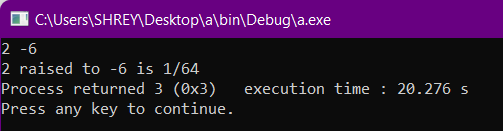 C:\Users\SHREY\Desktop\a\bin\Debug\a.exe
2 -6
2 raised to -6 is 1/64
Process returned 3 (0x3)   execution time : 20.276 s
Press any key to continue.